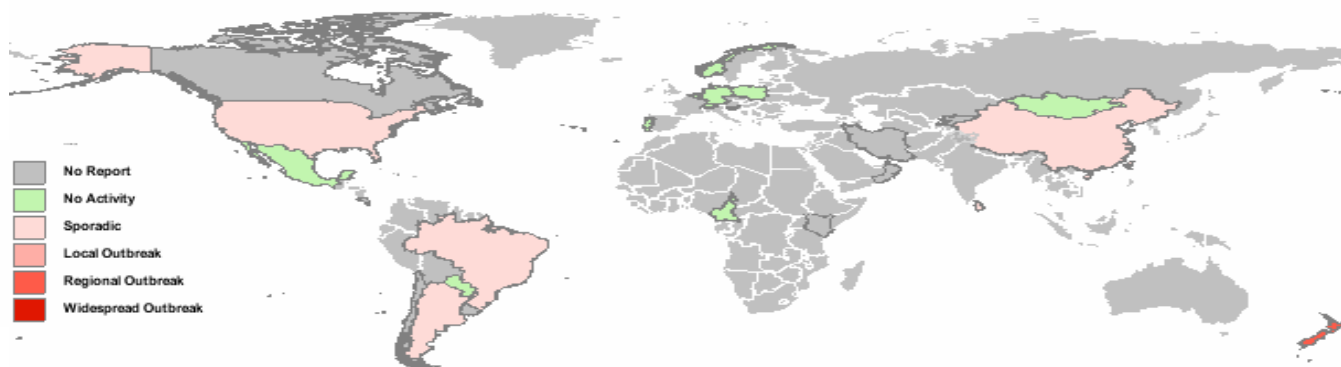 No Report
No Activity
Sporadic
Local Outbreak
Regional Outbreak
Widespread Outbreak